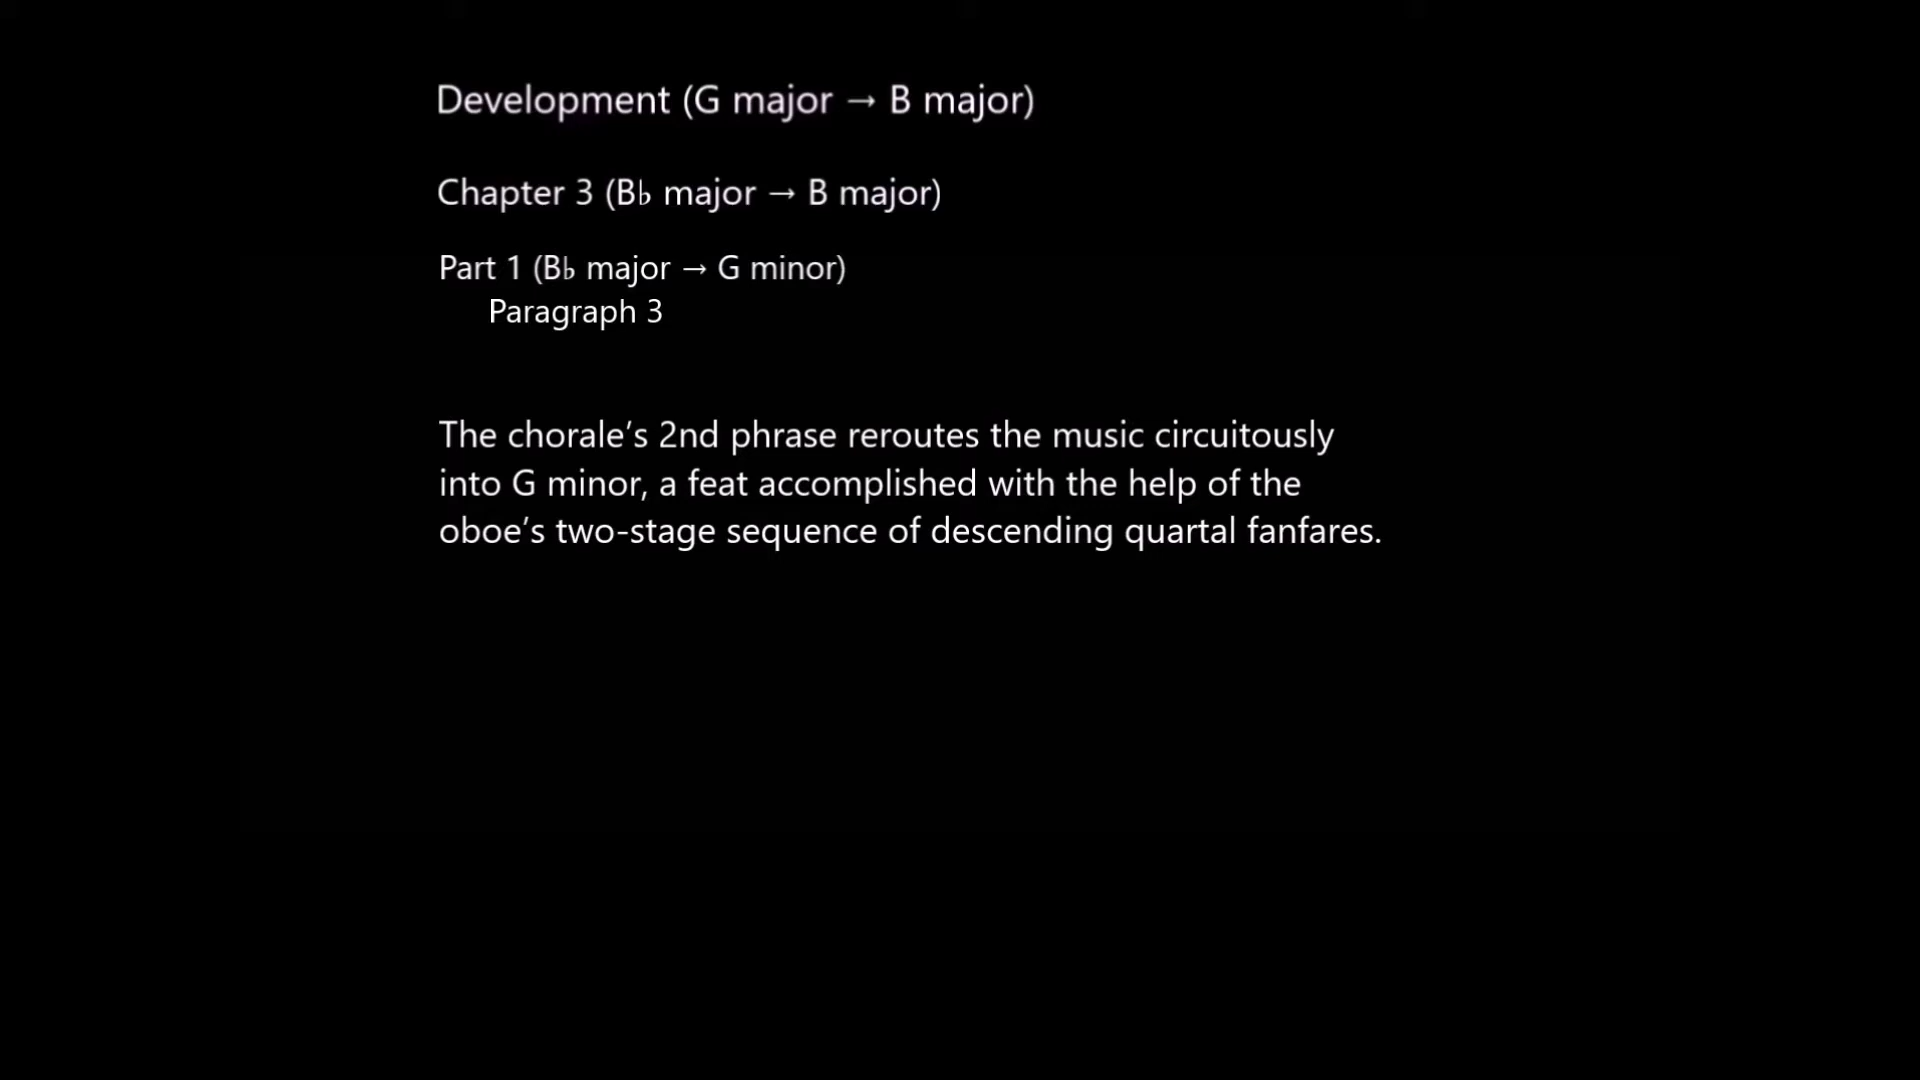 Development (G major → B major)
Chapter 3 (B♭ major → B major)
Part 1 (B♭ major → G minor)
Paragraph 3
The chorale’s 2nd phrase reroutes the music circuitously
into G minor, a feat accomplished with the help of the
oboe’s two-stage sequence of descending quartal fanfares.